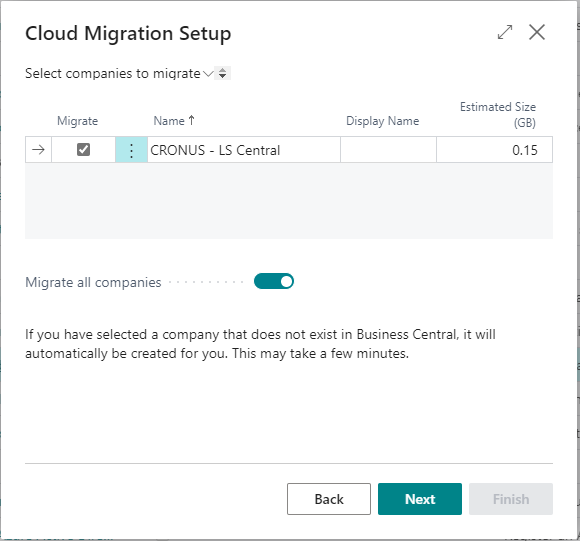 Cloud Migration Setup
Select companies to migrate
Migrate Name Display Name Estimated Size
(GB)
CRONUS - LS Central 0.15
Migrate all companies
If you have selected a company that does not exist in Business Central, it will
automatically be created for you. This may take a few minutes.
Back Next Finish